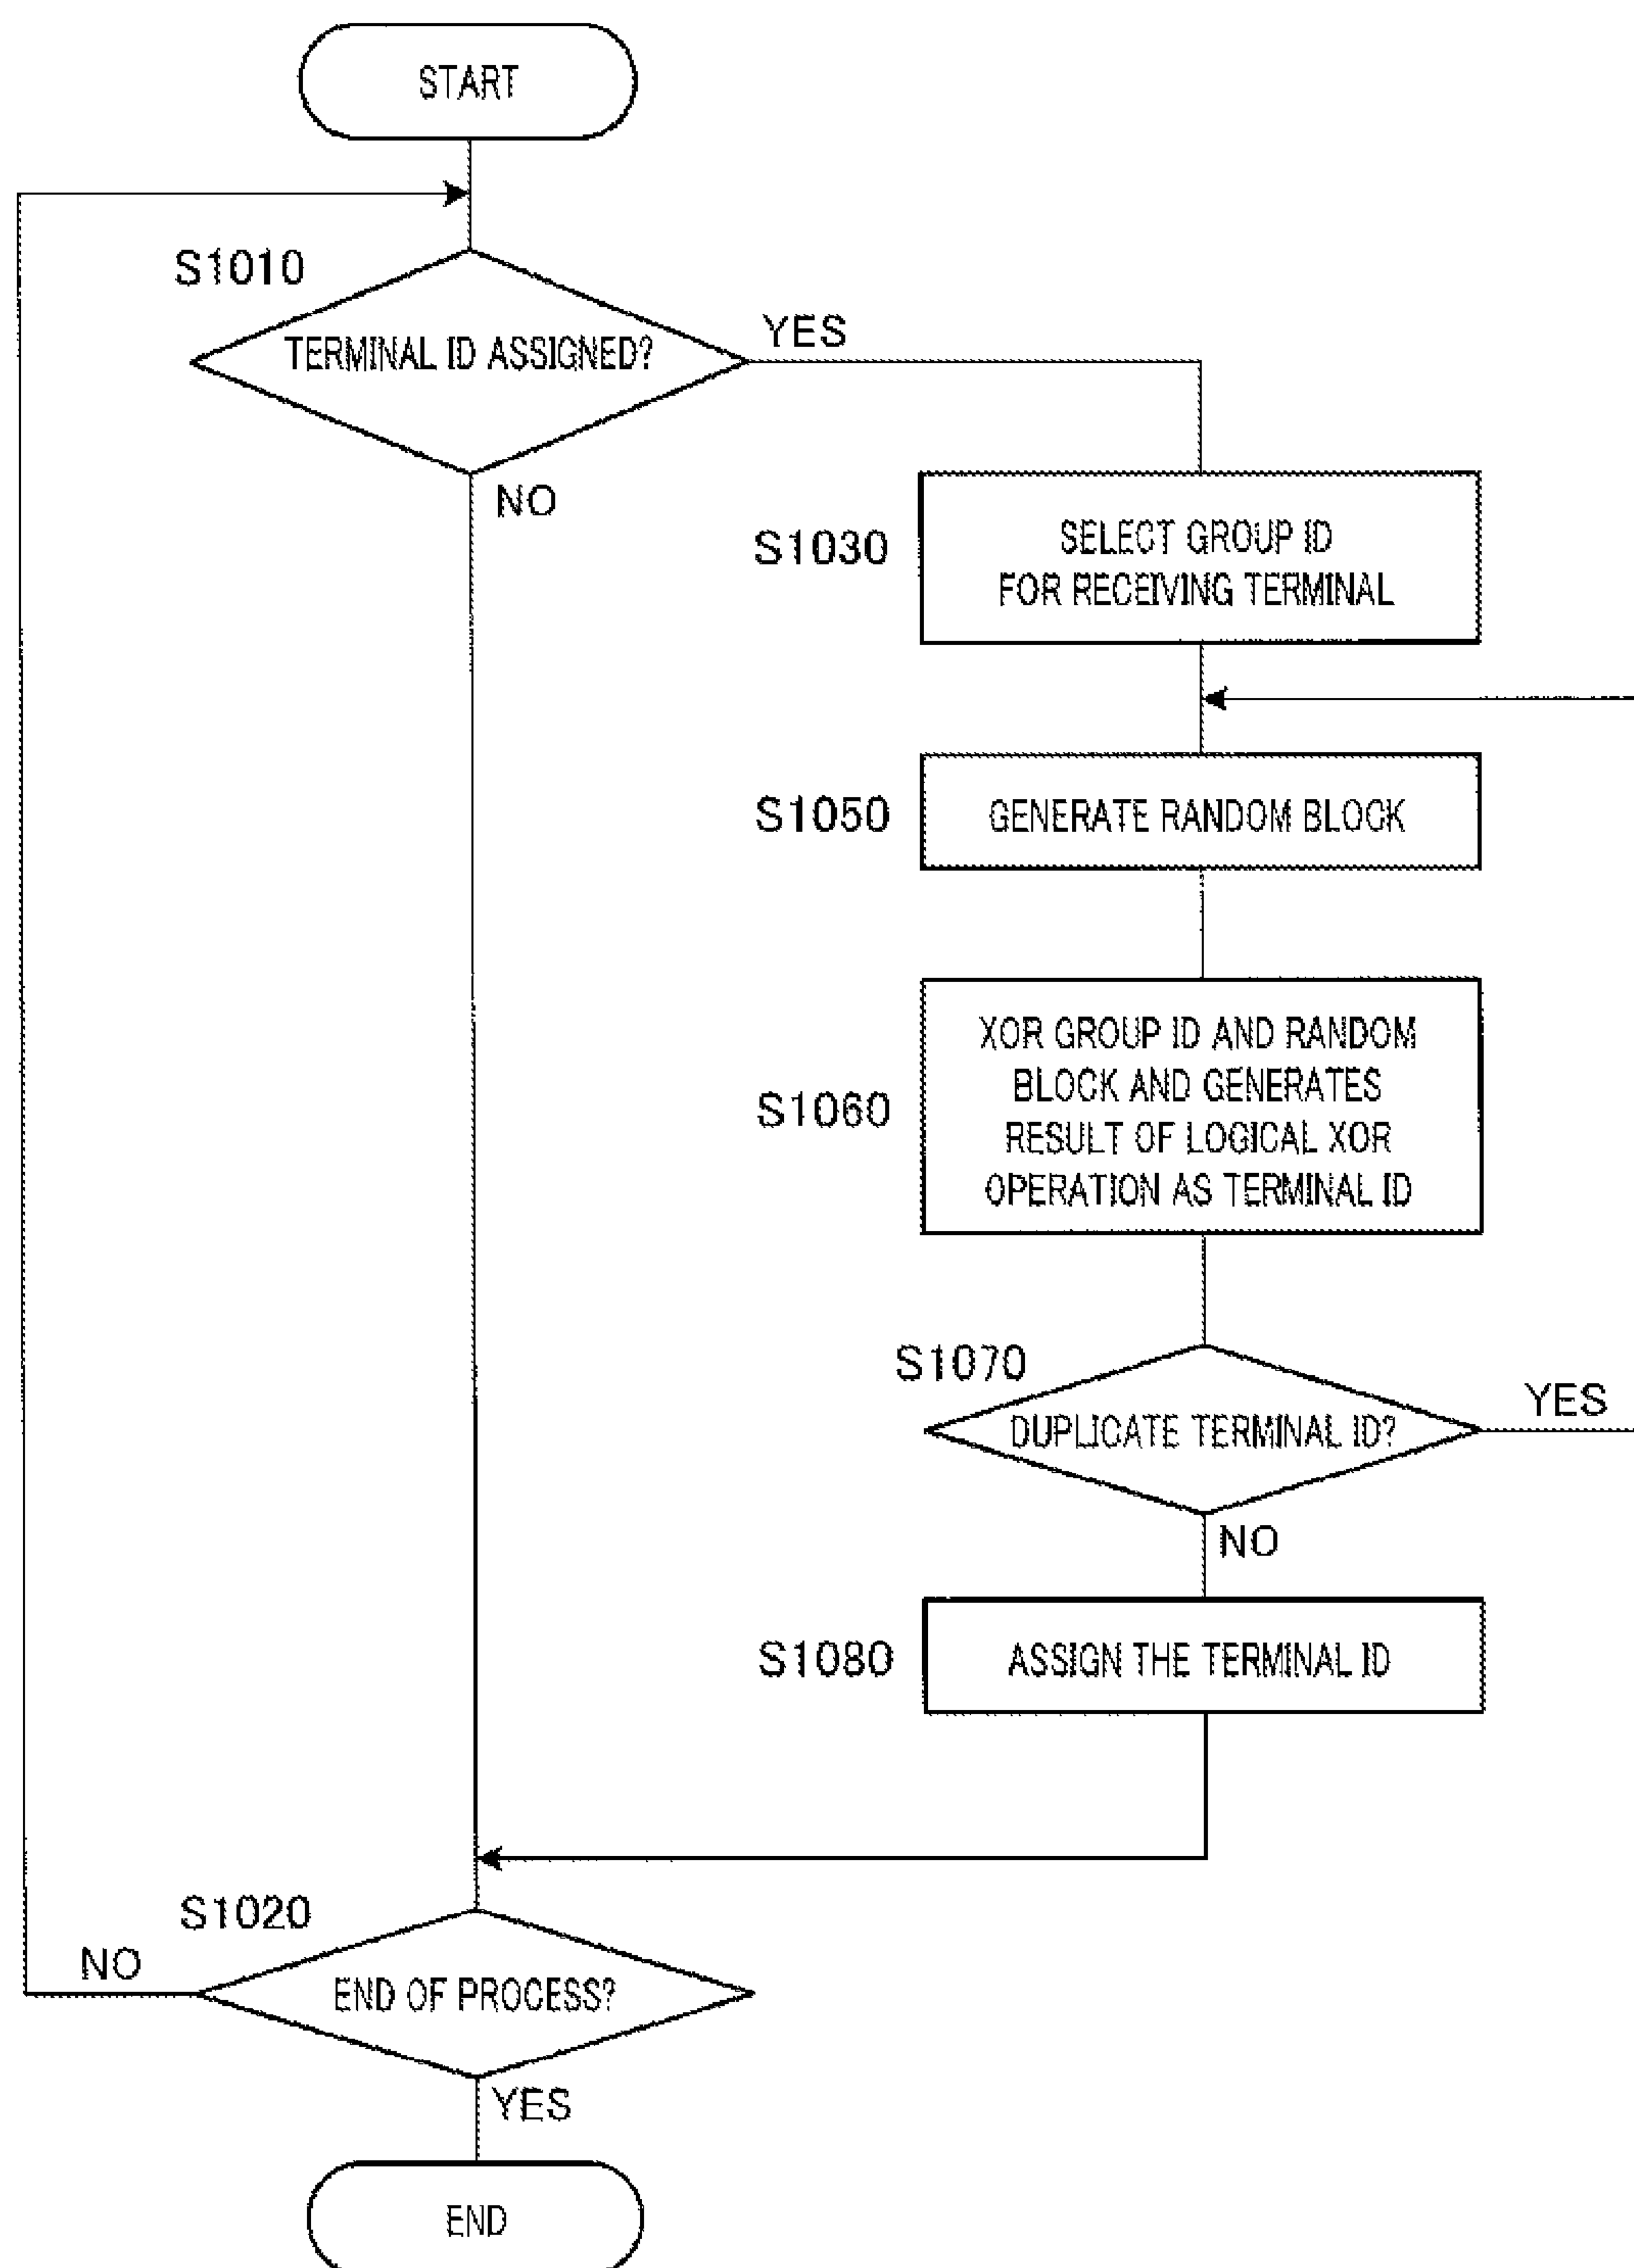 START
S1010
TERMINAL ID ASSIGNED?
YES
NO
S1030
SELECT GROUP ID
FOR RECEIVING TERMINAL
S1050
GENERATE RANDOM BLOCK
S1060
XOR GROUP ID AND RANDOM
BLOCK AND GENERATES
RESULT OF LOGICAL XOR
OPERATION AS TERMINAL ID
S1070
DUPLICATE TERMINAL ID?
YES
NO
S1080
ASSIGN THE TERMINAL ID
S1020
END OF PROCESS?
NO
YES
END